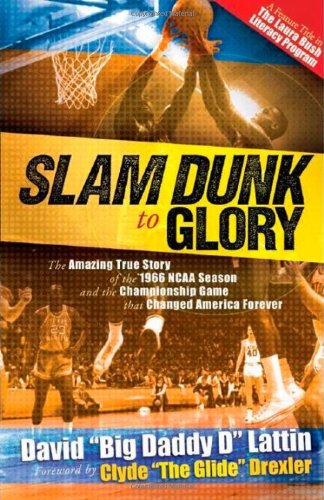 A Feature Title in
The Laura Bush
Literacy Program
SLAM DUNK
to GLORY
The Amazing True Story
of the 1966 NCAA Season
and the Championship Game
that Changed America Forever
23
40
David "Big Daddy D" Lattin
Foreword by Clyde "The Glide" Drexler